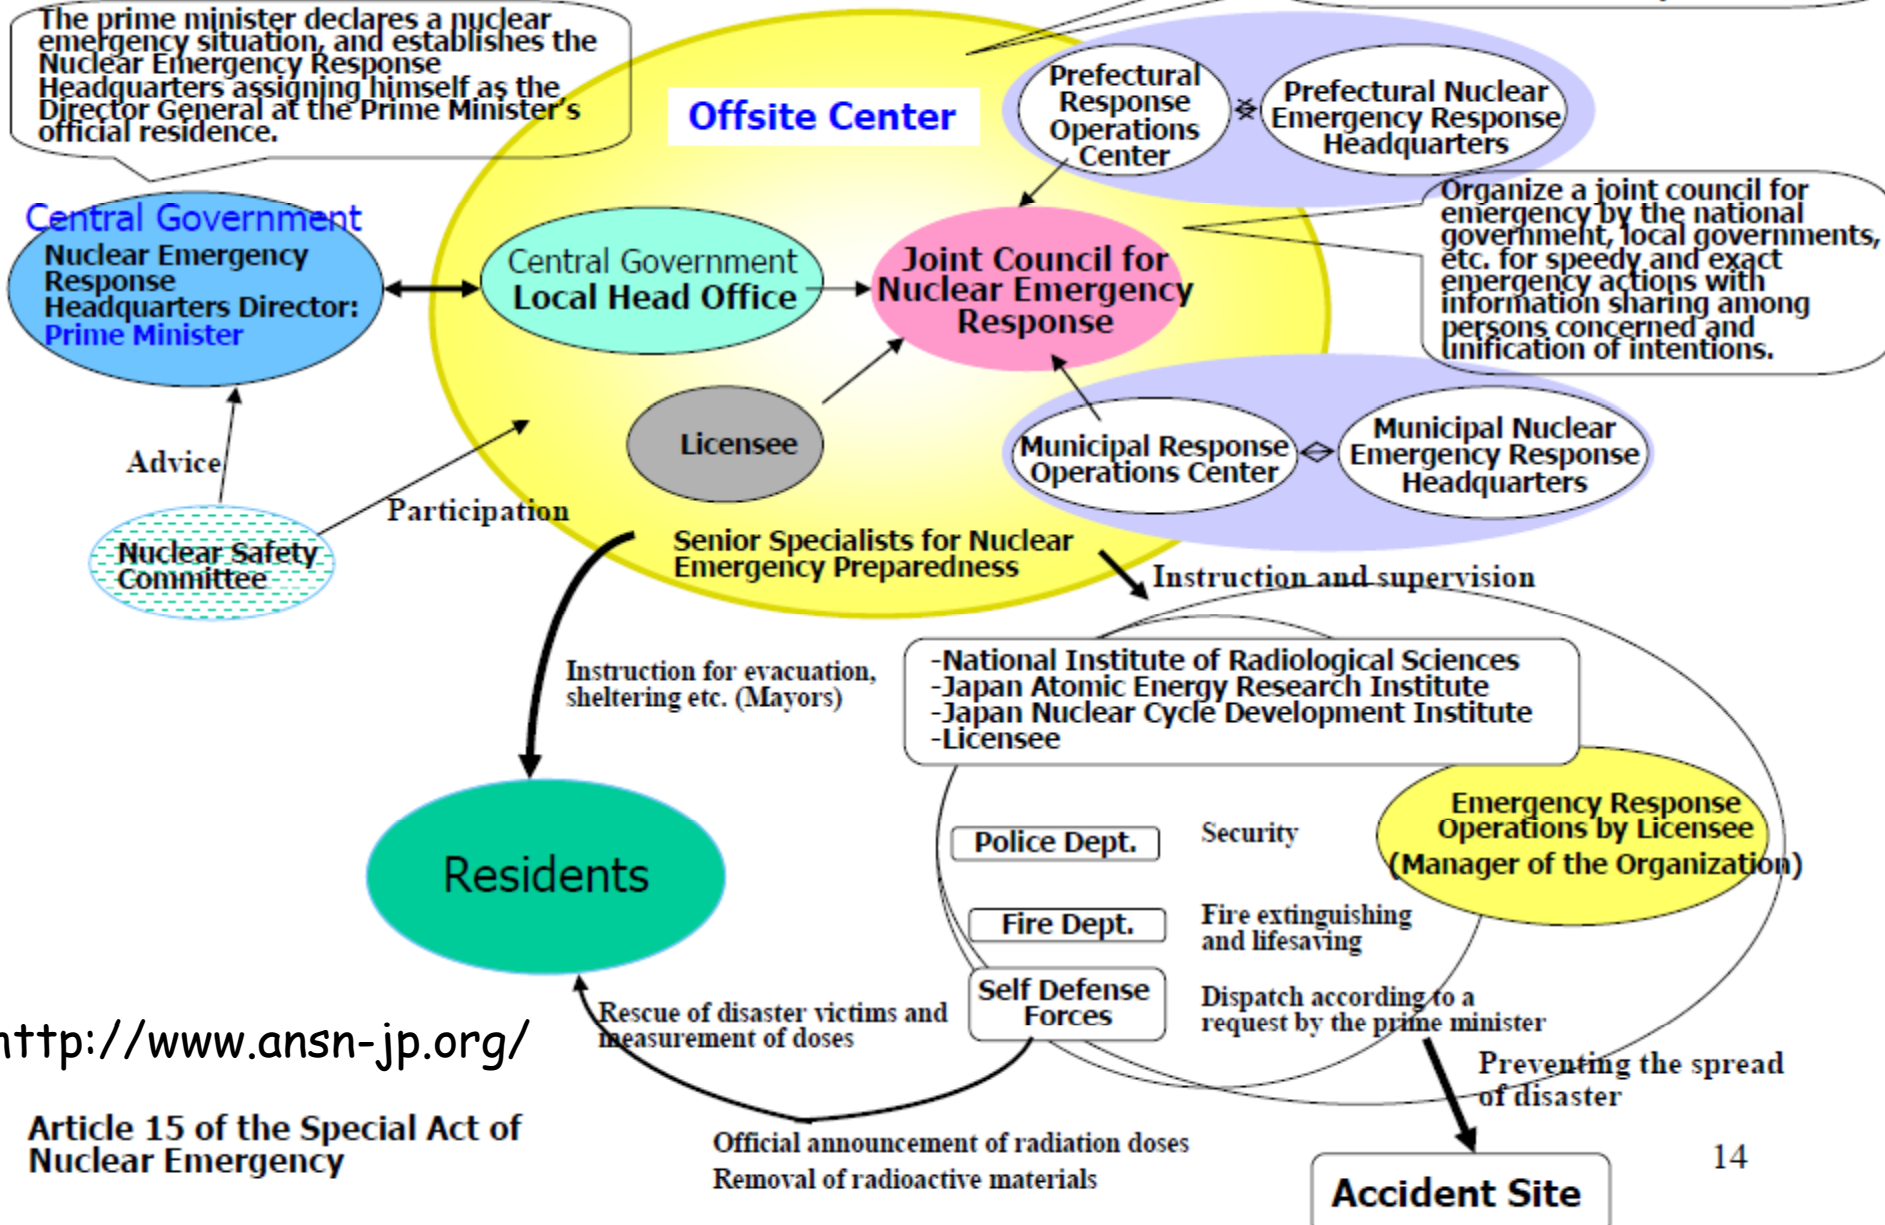 The prime minister declares a nuclear
emergency situation, and establishes the
Nuclear Emergency Response
Headquarters assigning himself as the
Director General at the Prime Minister's
official residence.
Offsite Center
Prefectural
Response
Operations
Center
Prefectural Nuclear
Emergency Response
Headquarters
Organize a joint council for
emergency by the national
government, local governments,
etc. for speedy and exact
emergency actions with
information sharing among
persons concerned and
unification of intentions.
Central Government
Nuclear Emergency
Response
Headquarters Director:
Prime Minister
Central Government
Local Head Office
Joint Council for
Nuclear Emergency
Response
Licensee
Municipal Response
Operations Center
Municipal Nuclear
Emergency Response
Headquarters
Advice
Participation
Nuclear Safety
Committee
Senior Specialists for Nuclear
Emergency Preparedness
Instruction and supervision
Instruction for evacuation,
sheltering etc. (Mayors)
-National Institute of Radiological Sciences
-Japan Atomic Energy Research Institute
-Japan Nuclear Cycle Development Institute
-Licensee
Emergency Response
Operations by Licensee
(Manager of the Organization)
Residents
Police Dept.
Security
Fire Dept.
Fire extinguishing
and lifesaving
Self Defense
Forces
Dispatch according to a
request by the prime minister
Rescue of disaster victims and
measurement of doses
http://www.ansn-jp.org/
Preventing the spread
of disaster
Article 15 of the Special Act of
Nuclear Emergency
Official announcement of radiation doses
Removal of radioactive materials
14
Accident Site